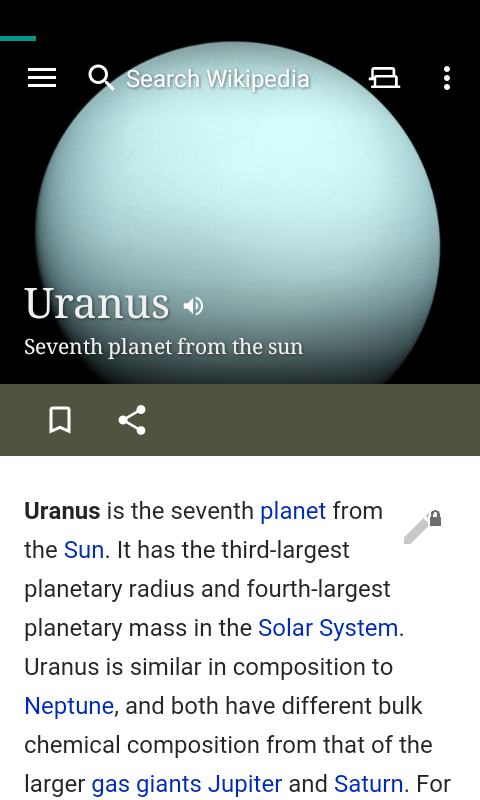 Search Wikipedia
Uranus
Seventh planet from the sun
Uranus is the seventh planet from
the Sun. It has the third-largest
planetary radius and fourth-largest
planetary mass in the Solar System.
Uranus is similar in composition to
Neptune, and both have different bulk
chemical composition from that of the
larger gas giants Jupiter and Saturn. For